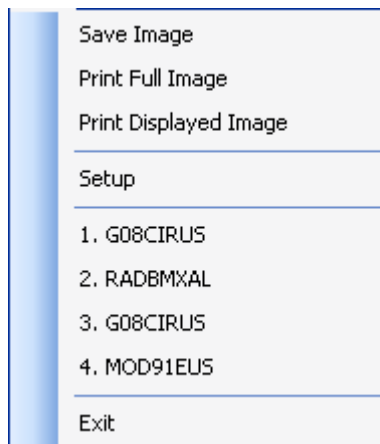 Save Image
Print Full Image
Print Displayed Image
Setup
1. G08CIRUS
2. RADBMXAL
3. G08CIRUS
4. MOD91EUS
Exit